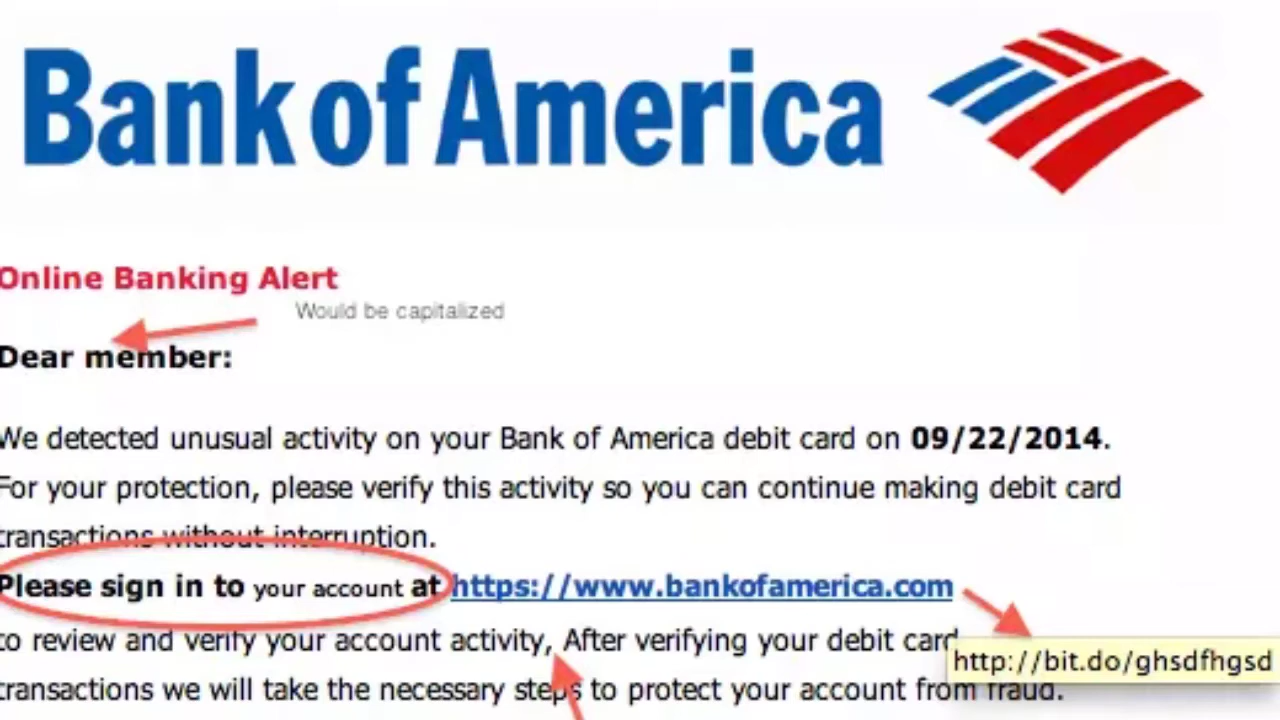 Bank of America
Online Banking Alert
Would be capitalized
Dear member:
We detected unusual activity on your Bank of America debit card on 09/22/2014.
For your protection, please verify this activity so you can continue making debit card
transactions without interruption.
Please sign in to your account at https://www.bankofamerica.com
to review and verify your account activity, After verifying your debit card
http://bit.do/ghsdfhgsd
transactions we will take the necessary steps to protect your account from fraud.